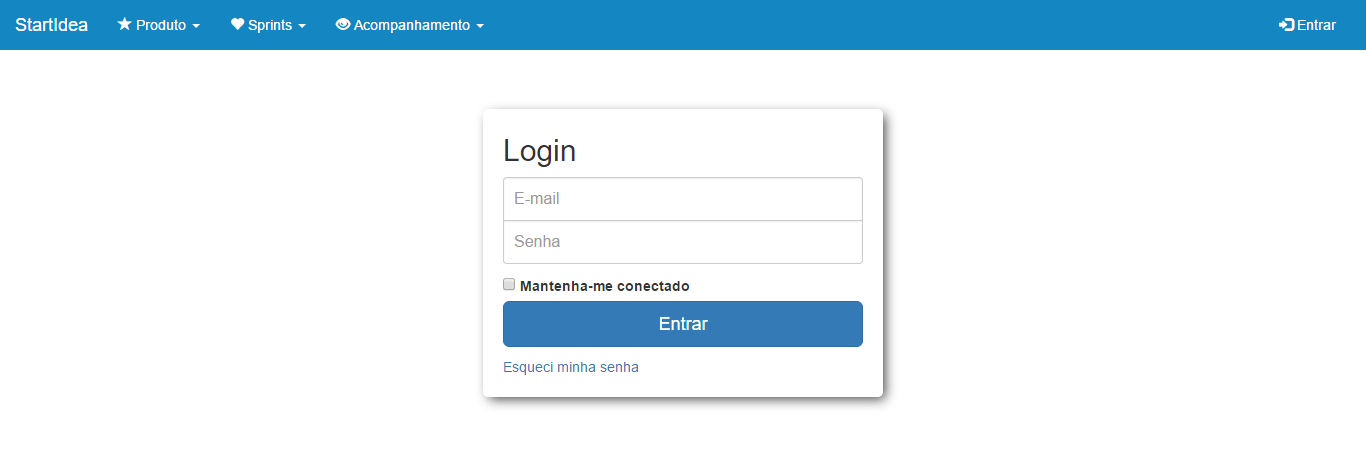 StartIdea Produto Sprints Acompanhamento Entrar
Login
E-mail
Senha
Mantenha-me conectado
Entrar
Esqueci minha senha